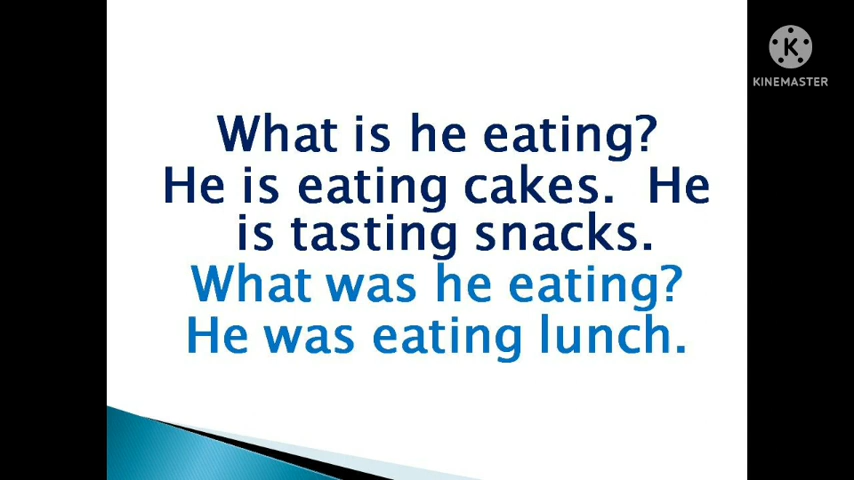 KINEMASTER
What is he eating?
He is eating cakes.  He
is tasting snacks.
What was he eating?
He was eating lunch.